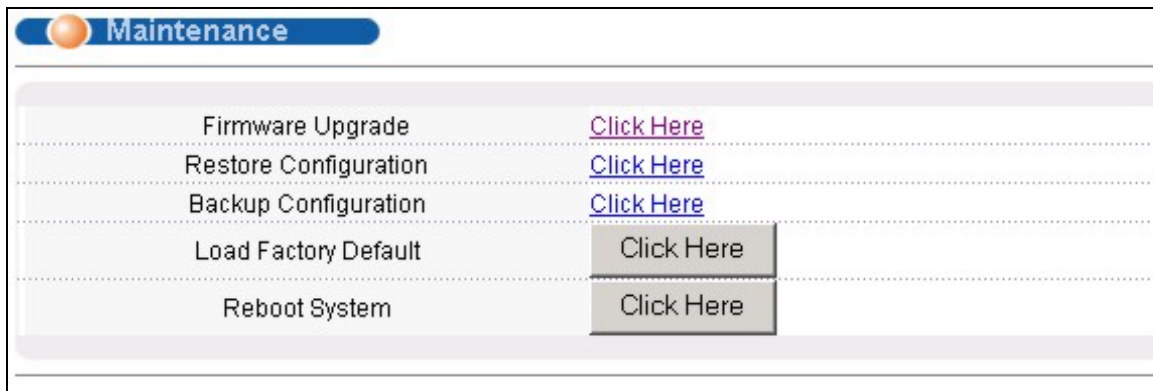 Maintenance
Firmware Upgrade Click Here
Restore Configuration Click Here
Backup Configuration Click Here
Load Factory Default Click Here
Reboot System Click Here